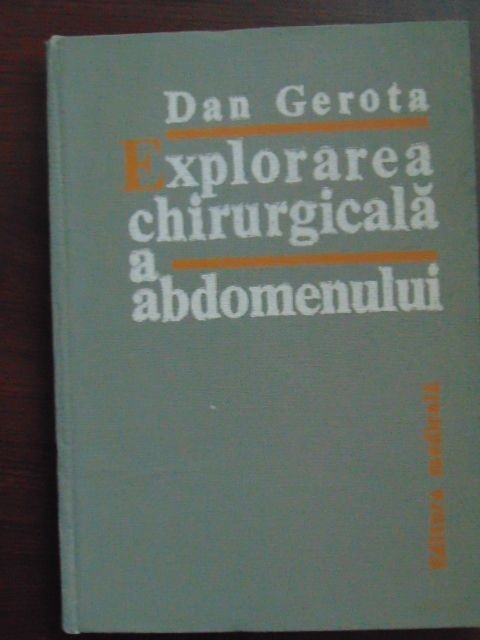 Dan Gerota
Explorarea
chirurgicală
a
abdomenului
Editura medicală